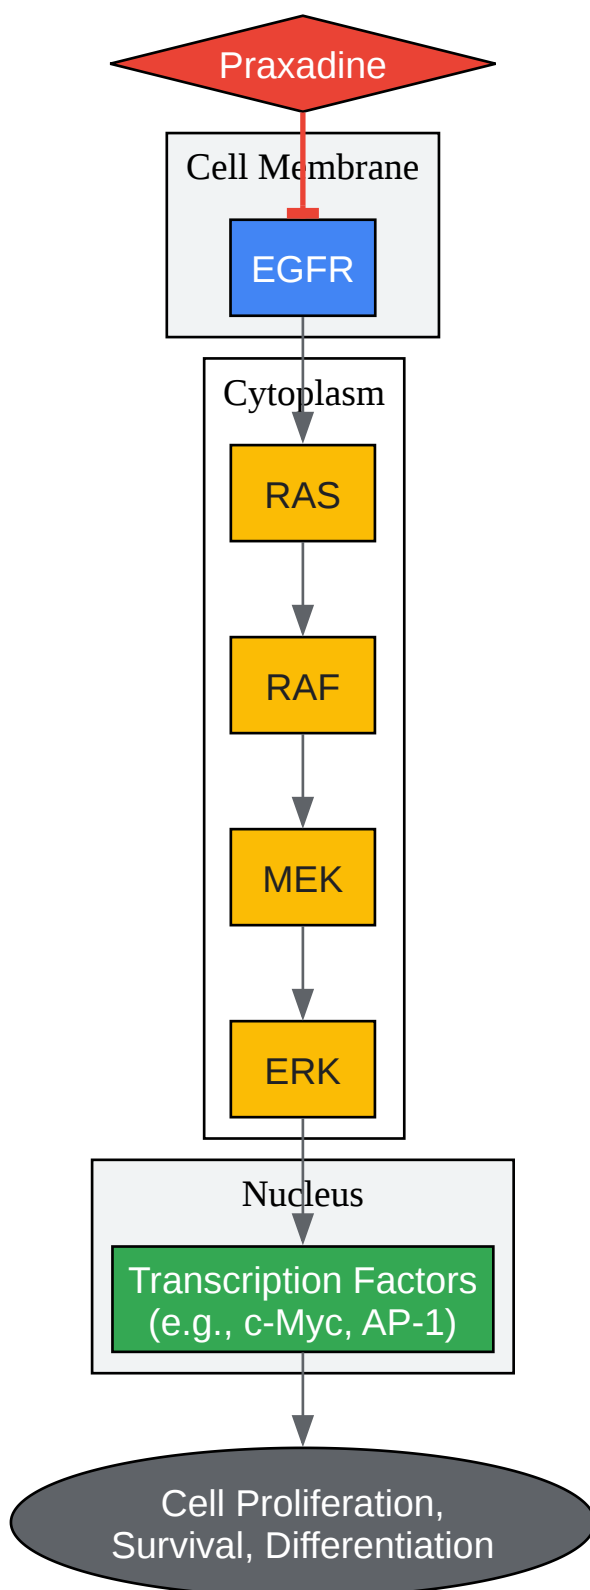 Praxadine
Cell Membrane
EGFR
Cytoplasm
RAS
RAF
MEK
ERK
Nucleus
Transcription Factors
(e.g., c-Myc, AP-1)
Cell Proliferation,
Survival, Differentiation